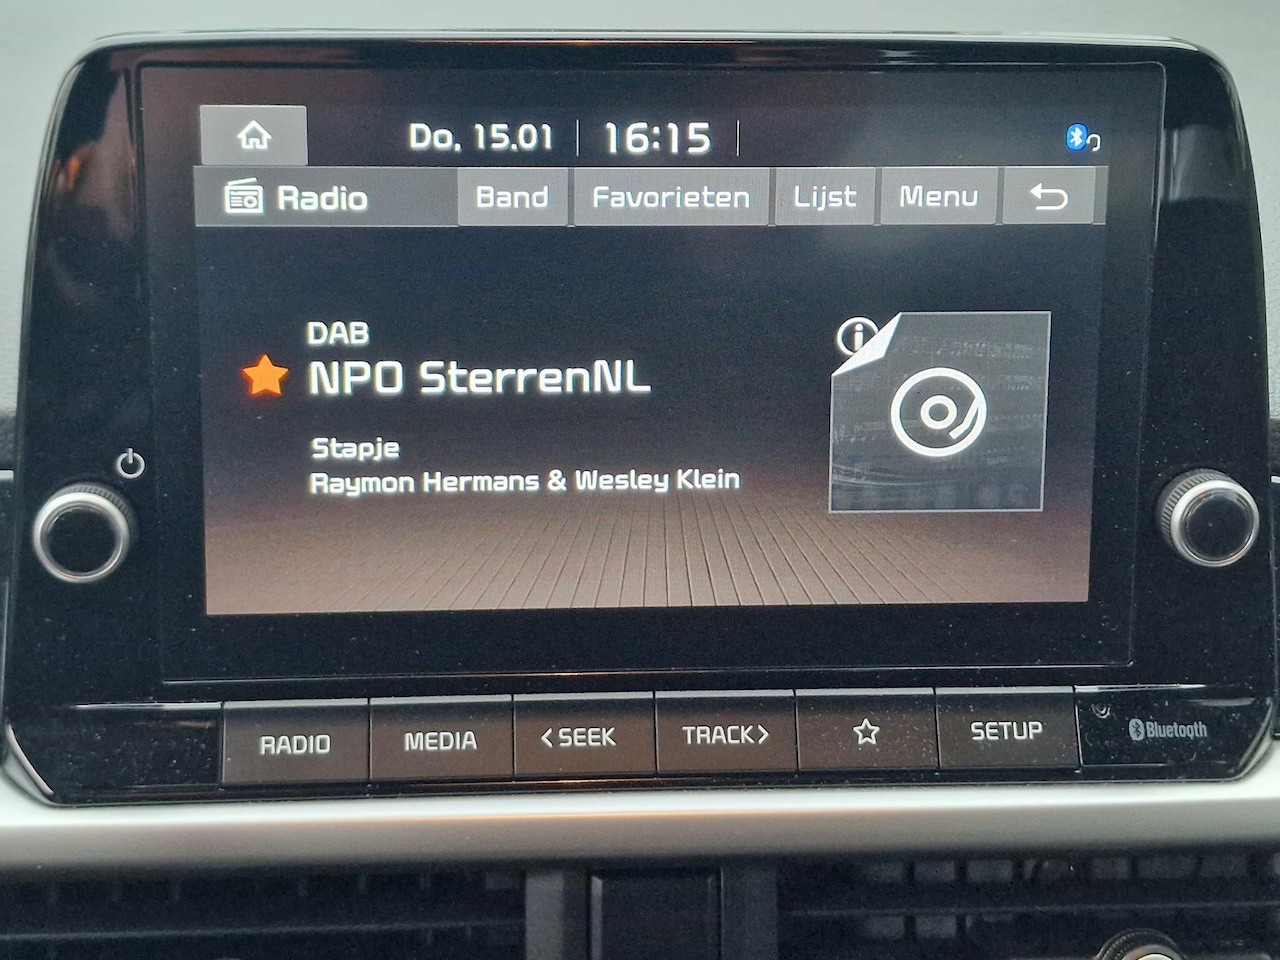 Do, 15.01 16:15
Radio Band Favorieten Lijst Menu
DAB
NPO SterrenNL
Stapje
Raymon Hermans & Wesley Klein
RADIO MEDIA <SEEK TRACK> SETUP Bluetooth